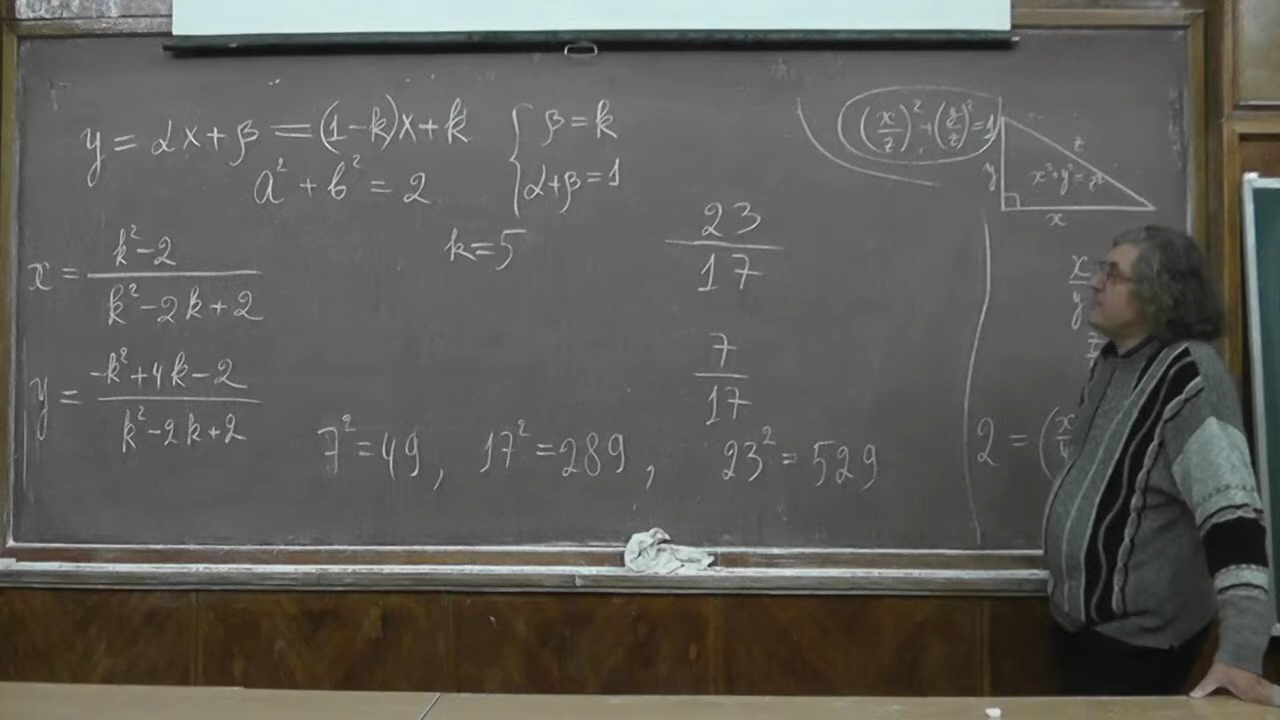 y = αx + β = (1-k)x + k
a² + b² = 2
{ β = k
α+β = 1
k = 5
x = (k²-2)/(k²-2k+2)
y = (-k²+4k-2)/(k²-2k+2)
23/17
7/17
7² = 49, 17² = 289, 23² = 529
(x/z)² + (y/z)² = 1
z
y
x² + y² = z²
x
x
y
z
2 = (x